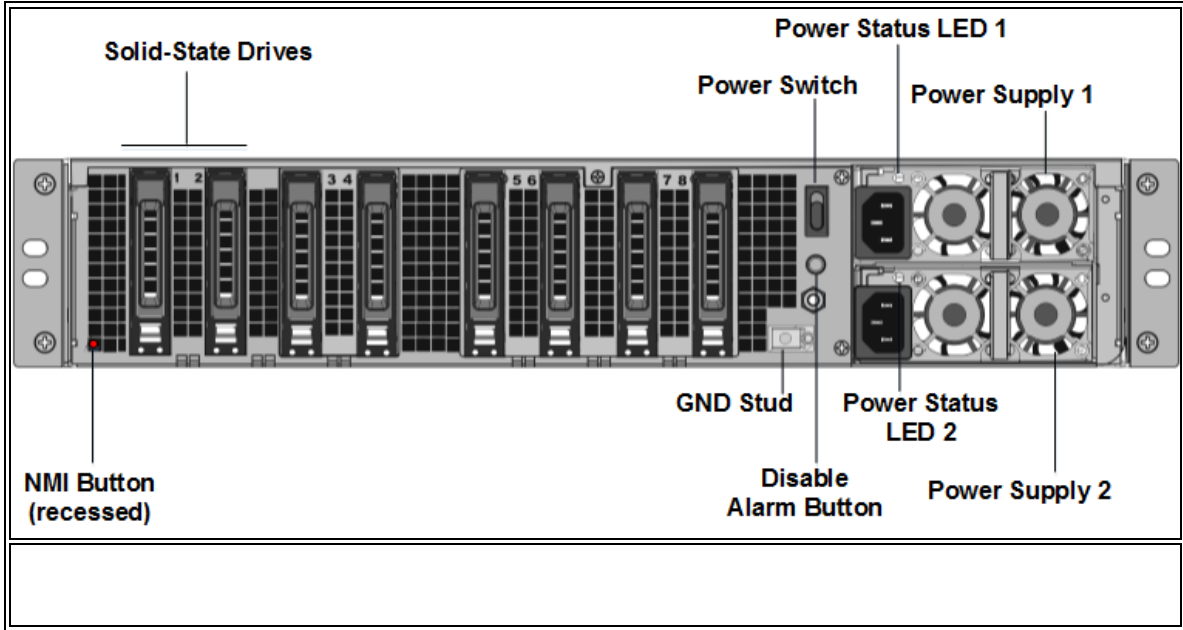 Power Status LED 1
Solid-State Drives
Power Switch
Power Supply 1
1 2
3 4
5 6
7 8
GND Stud
Power Status
LED 2
NMI Button
(recessed)
Disable
Alarm Button
Power Supply 2